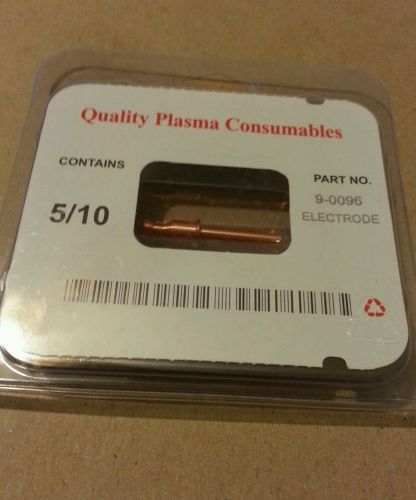 Quality Plasma Consumables
CONTAINS
5/10
PART NO.
9-0096
ELECTRODE